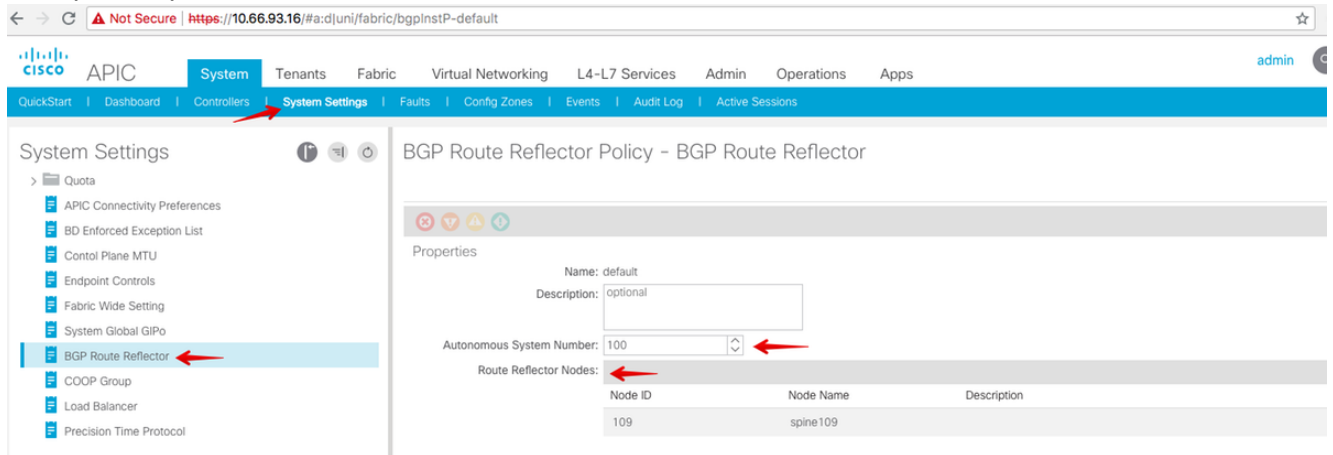 Not Secure | https://10.66.93.16/#a:d|uni/fabric/bgpInstP-default
cisco APIC System Tenants Fabric Virtual Networking L4-L7 Services Admin Operations Apps admin
QuickStart | Dashboard | Controllers | System Settings | Faults | Config Zones | Events | Audit Log | Active Sessions
System Settings
Quota
APIC Connectivity Preferences
BD Enforced Exception List
Contol Plane MTU
Endpoint Controls
Fabric Wide Setting
System Global GIPo
BGP Route Reflector
COOP Group
Load Balancer
Precision Time Protocol
BGP Route Reflector Policy - BGP Route Reflector
Properties
Name: default
Description: optional
Autonomous System Number: 100
Route Reflector Nodes:
Node ID Node Name Description
109 spine109